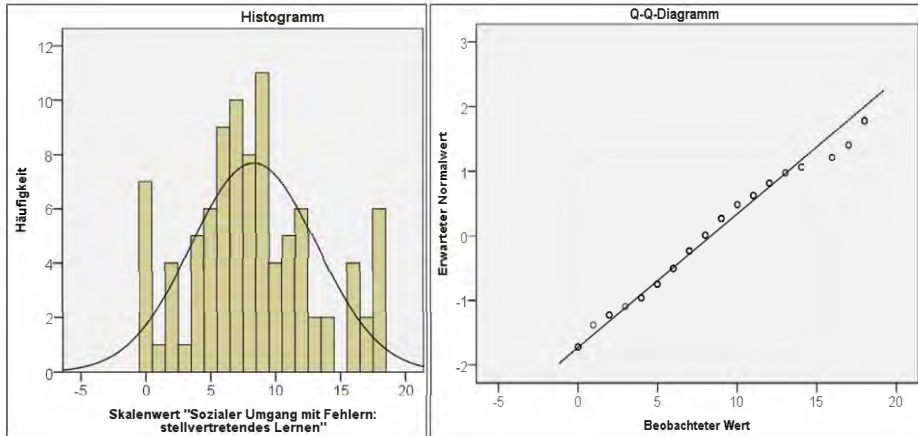 Histogramm
Häufigkeit
12
10
8
6
4
2
0
-5 0 5 10 15 20
Skalenwert "Sozialer Umgang mit Fehlern:
stellvertretendes Lernen"
Q-Q-Diagramm
Erwarteter Normalwert
3
2
1
0
-1
-2
-5 0 5 10 15 20
Beobachteter Wert